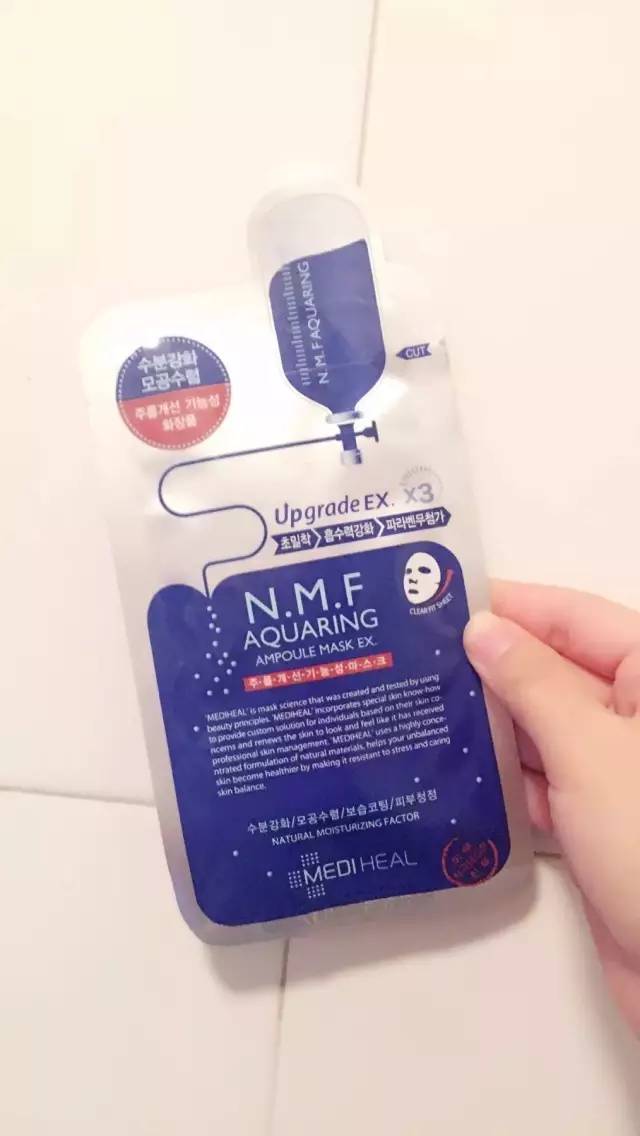 N.M.F AQUARING
CUT
수분강화
모공수렴
주름개선 기능성
화장품
Upgrade EX.
x3
초밀착 흡수력강화 파라벤무첨가
N.M.F
AQUARING
AMPOULE MASK EX.
주·름·개·선·기·능·성·마·스·크
CLEAR FIT SHEET
'MEDIHEAL' is mask science that was created and tested by using
beauty principles. 'MEDIHEAL' incorporates special skin know-how
to provide custom solution for individuals based on their skin co-
ncerns and renews the skin to look and feel like it has received
professional skin management. 'MEDIHEAL' uses a highly conce-
ntrated formulation of natural materials, helps your unbalanced
skin become healthier by making it resistant to stress and caring
skin balance.
수분강화/모공수렴/보습코팅/피부청정
NATURAL MOISTURIZING FACTOR
MEDIHEAL